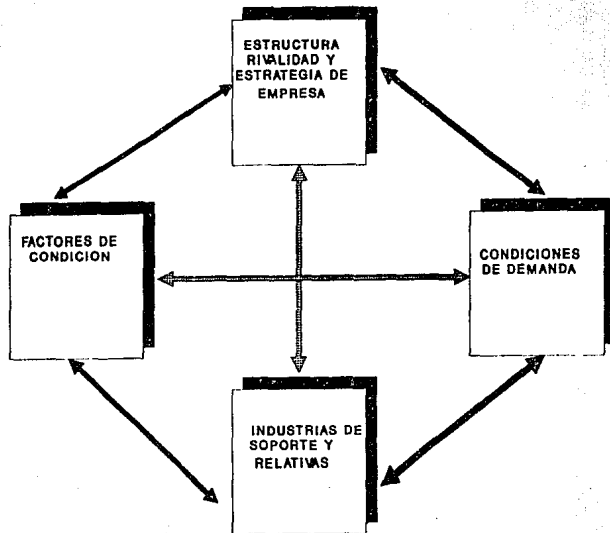 ESTRUCTURA
RIVALIDAD Y
ESTRATEGIA DE
EMPRESA
FACTORES DE
CONDICION
CONDICIONES
DE DEMANDA
INDUSTRIAS DE
SOPORTE Y
RELATIVAS